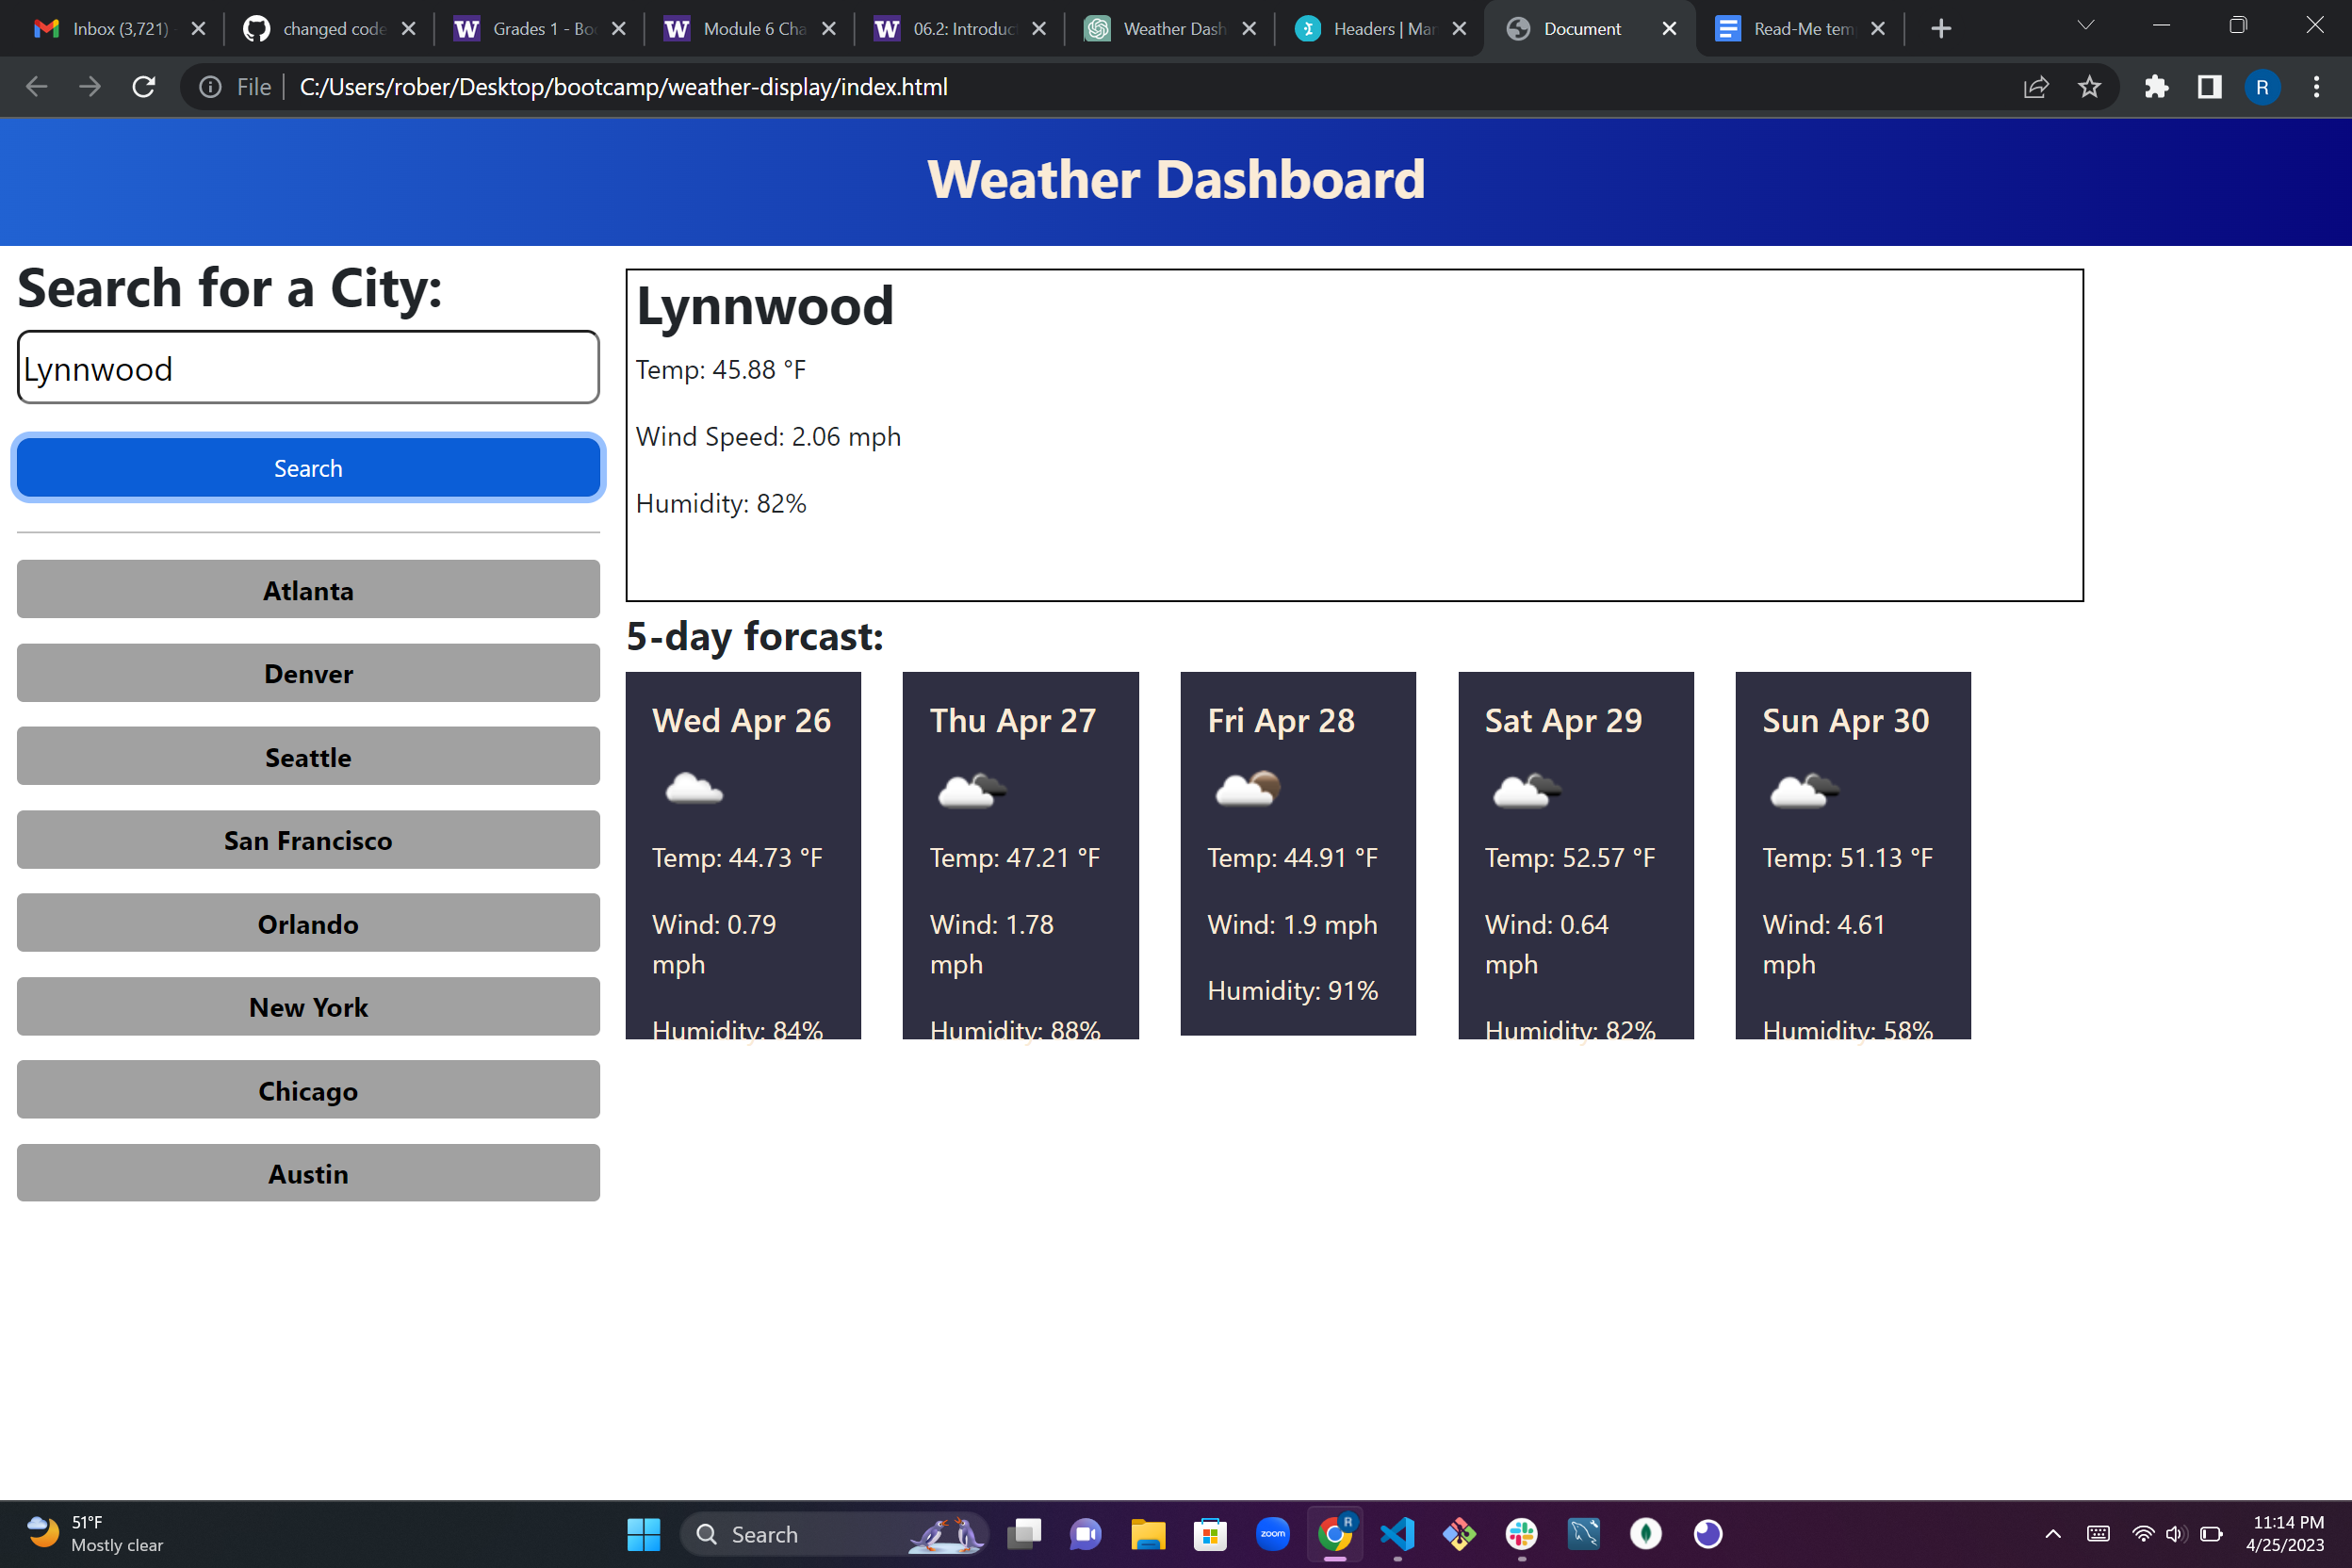 Inbox (3,721)
changed code
Grades 1 - Bo
Module 6 Cha
06.2: Introduc
Weather Dash
Headers | Mar
Document
Read-Me tem
File
C:/Users/rober/Desktop/bootcamp/weather-display/index.html
R
Weather Dashboard
Search for a City:
Lynnwood
Search
Atlanta
Denver
Seattle
San Francisco
Orlando
New York
Chicago
Austin
Lynnwood
Temp: 45.88 °F
Wind Speed: 2.06 mph
Humidity: 82%
5-day forcast:
Wed Apr 26
Temp: 44.73 °F
Wind: 0.79
mph
Humidity: 84%
Thu Apr 27
Temp: 47.21 °F
Wind: 1.78
mph
Humidity: 88%
Fri Apr 28
Temp: 44.91 °F
Wind: 1.9 mph
Humidity: 91%
Sat Apr 29
Temp: 52.57 °F
Wind: 0.64
mph
Humidity: 82%
Sun Apr 30
Temp: 51.13 °F
Wind: 4.61
mph
Humidity: 58%
51°F
Mostly clear
Search
zoom
R
11:14 PM
4/25/2023